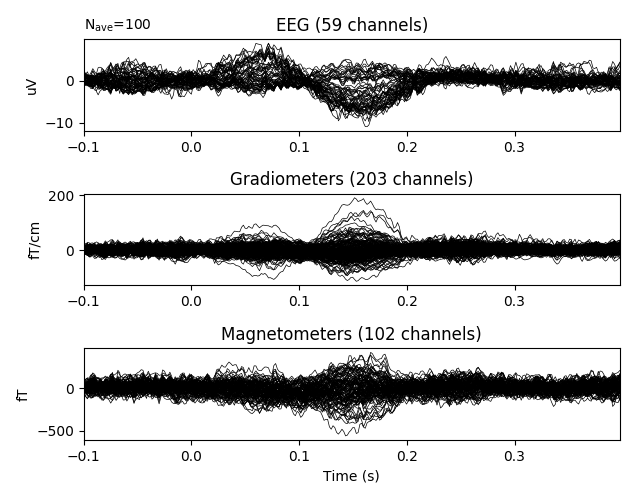 N_ave=100
EEG (59 channels)
uV
0
−10
−0.1 0.0 0.1 0.2 0.3
Gradiometers (203 channels)
fT/cm
200
0
−0.1 0.0 0.1 0.2 0.3
Magnetometers (102 channels)
fT
0
−500
−0.1 0.0 0.1 0.2 0.3
Time (s)